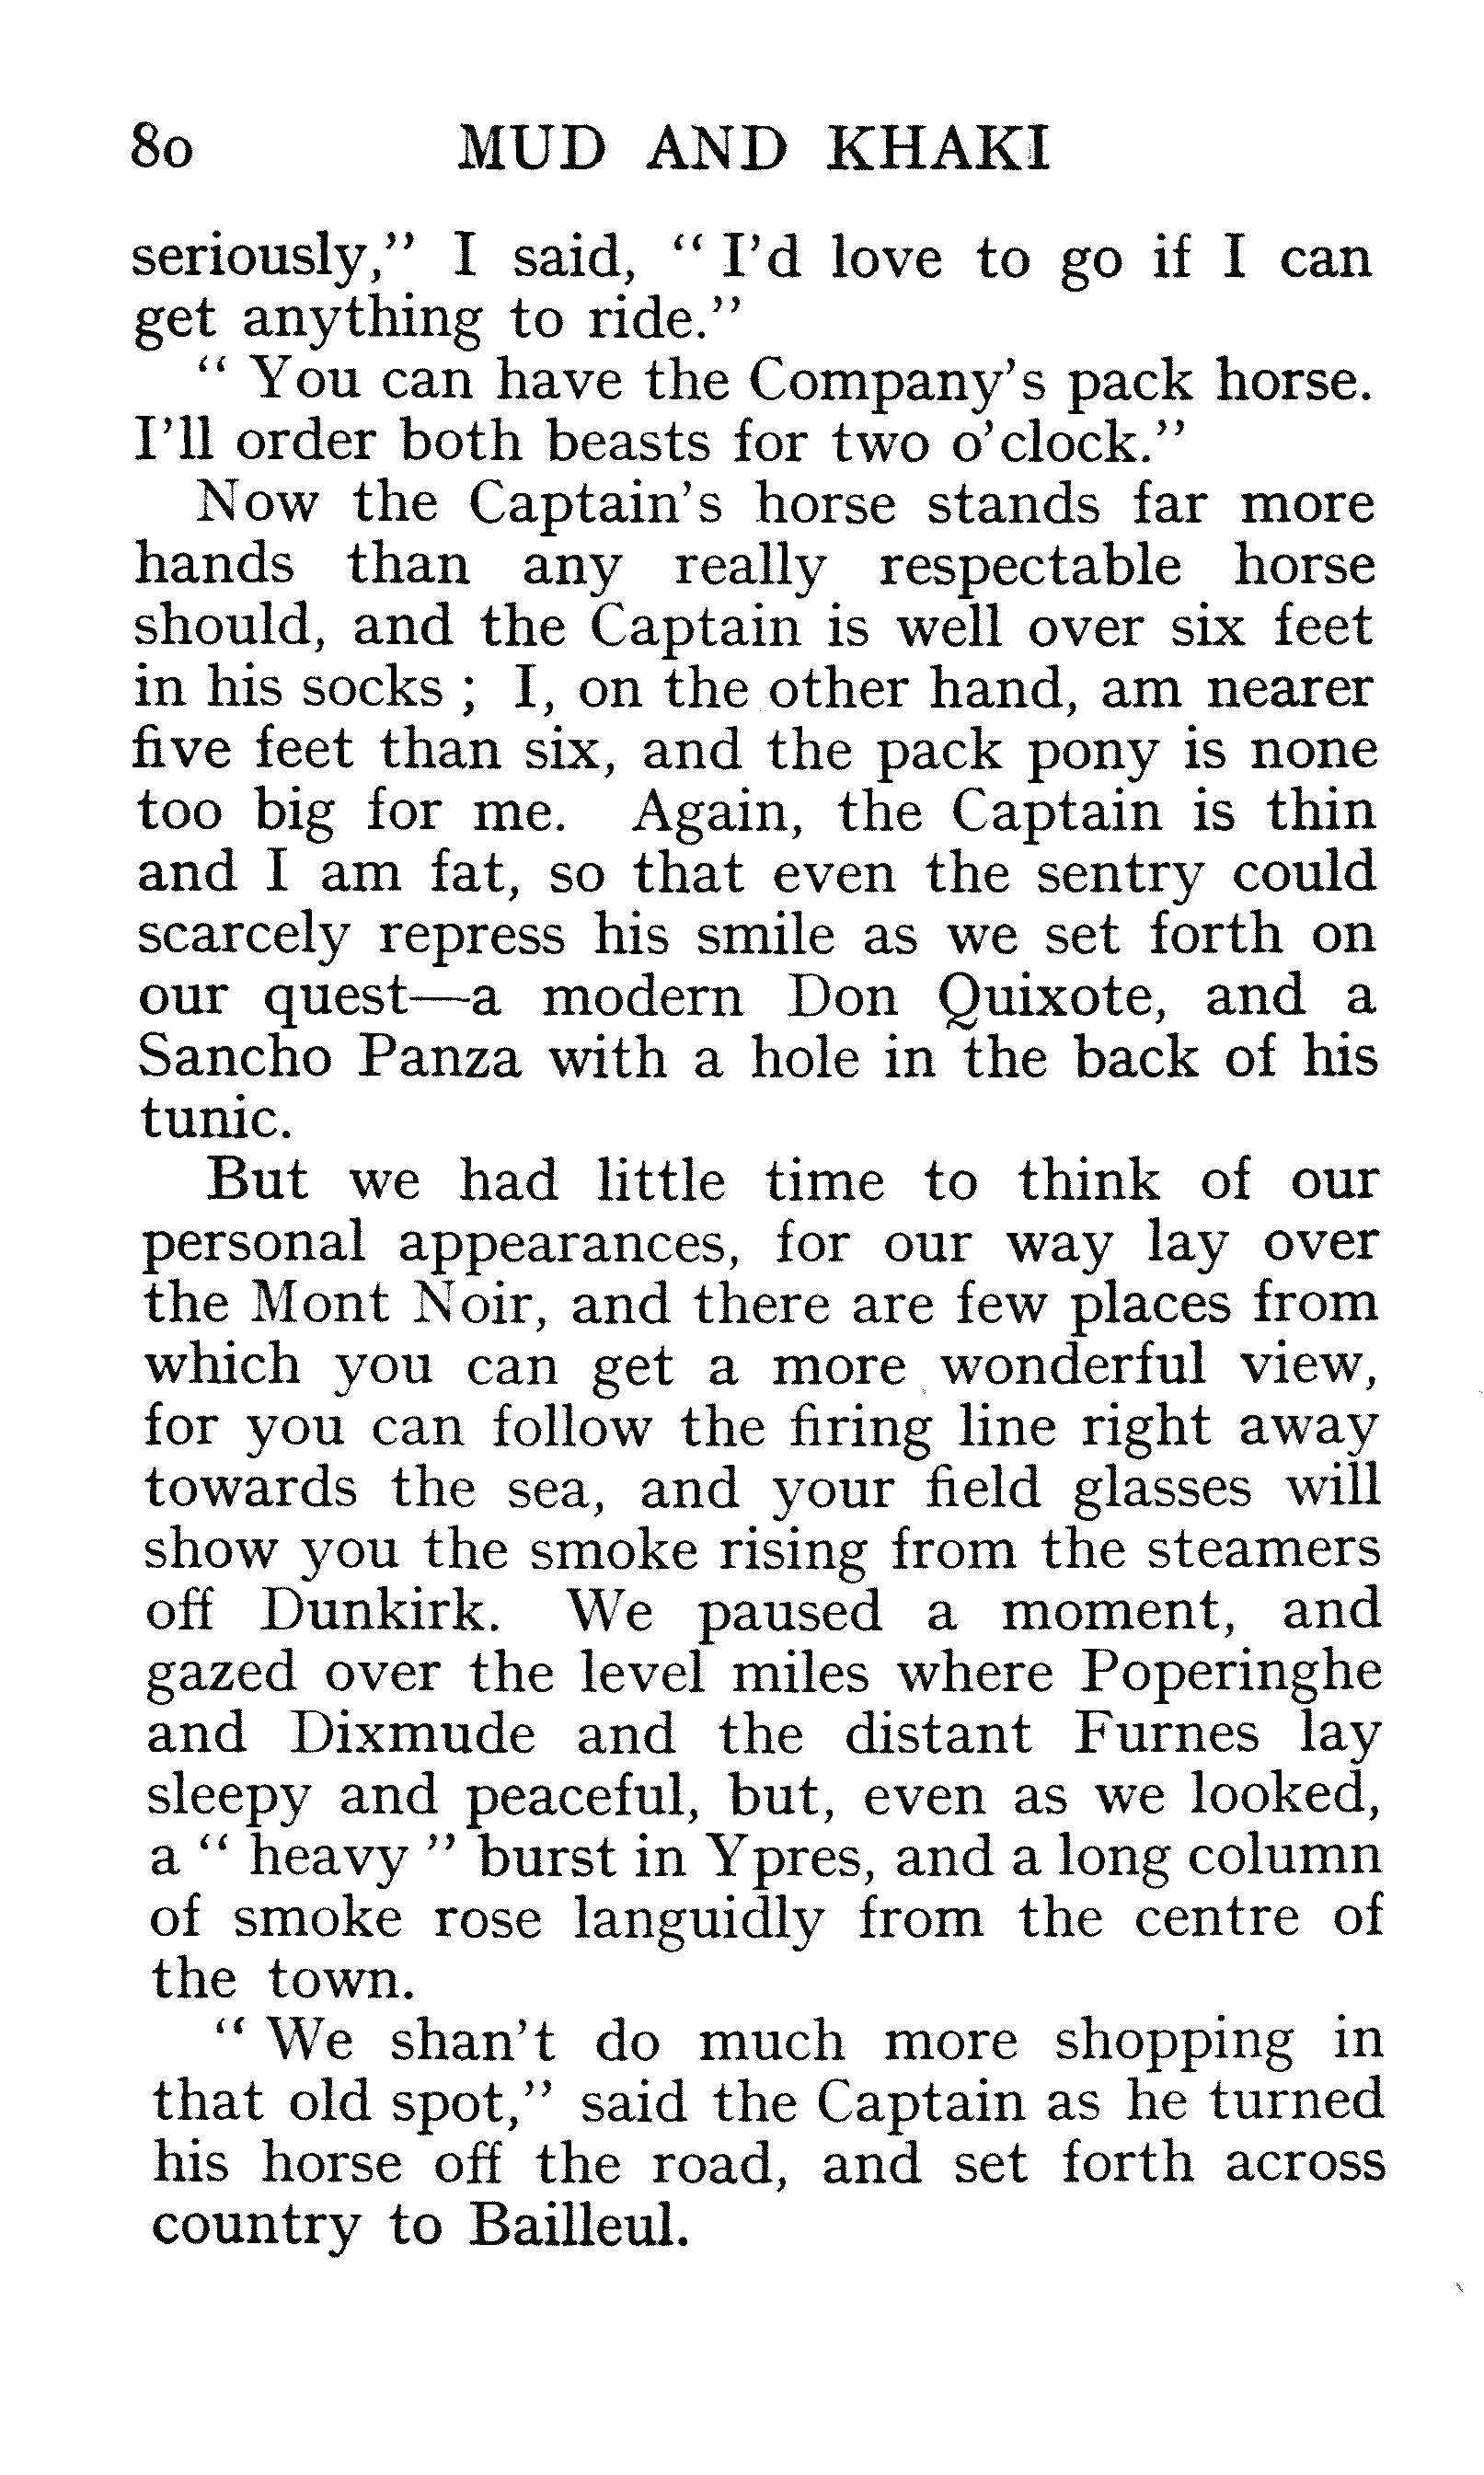 80 MUD AND KHAKI
seriously," I said, " I'd love to go if I can
get anything to ride."
" You can have the Company's pack horse.
I'll order both beasts for two o'clock."
Now the Captain's horse stands far more
hands than any really respectable horse
should, and the Captain is well over six feet
in his socks ; I, on the other hand, am nearer
five feet than six, and the pack pony is none
too big for me. Again, the Captain is thin
and I am fat, so that even the sentry could
scarcely repress his smile as we set forth on
our quest—a modern Don Quixote, and a
Sancho Panza with a hole in the back of his
tunic.
But we had little time to think of our
personal appearances, for our way lay over
the Mont Noir, and there are few places from
which you can get a more wonderful view,
for you can follow the firing line right away
towards the sea, and your field glasses will
show you the smoke rising from the steamers
off Dunkirk. We paused a moment, and
gazed over the level miles where Poperinghe
and Dixmude and the distant Furnes lay
sleepy and peaceful, but, even as we looked,
a " heavy " burst in Ypres, and a long column
of smoke rose languidly from the centre of
the town.
" We shan't do much more shopping in
that old spot," said the Captain as he turned
his horse off the road, and set forth across
country to Bailleul.